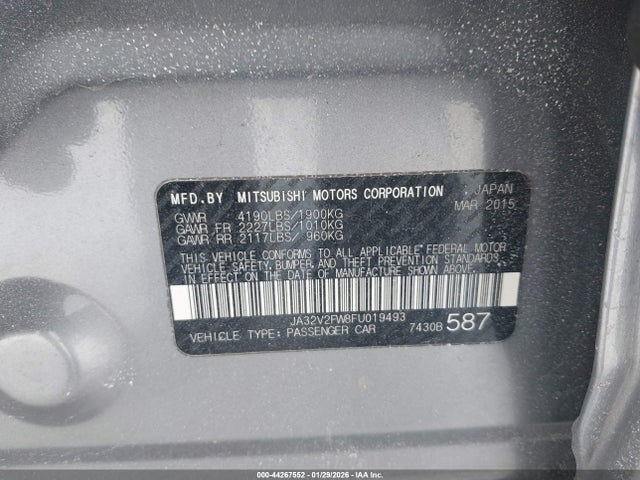 MFD.BY MITSUBISHI MOTORS CORPORATION : JAPAN
MAR 2015
GVWR 4190LBS/1900KG
GAWR FR 2227LBS/1010KG
GAWR RR 2117LBS/ 960KG
THIS VEHICLE CONFORMS TO ALL APPLICABLE FEDERAL MOTOR
VEHICLE SAFETY, BUMPER, AND THEFT PREVENTION STANDARDS
IN EFFECT ON THE DATE OF MANUFACTURE SHOWN ABOVE.
JA32V2FW8FU019493
VEHICLE TYPE: PASSENGER CAR 7430B 587
000-44267552 | 01/29/2026 - IAA Inc.